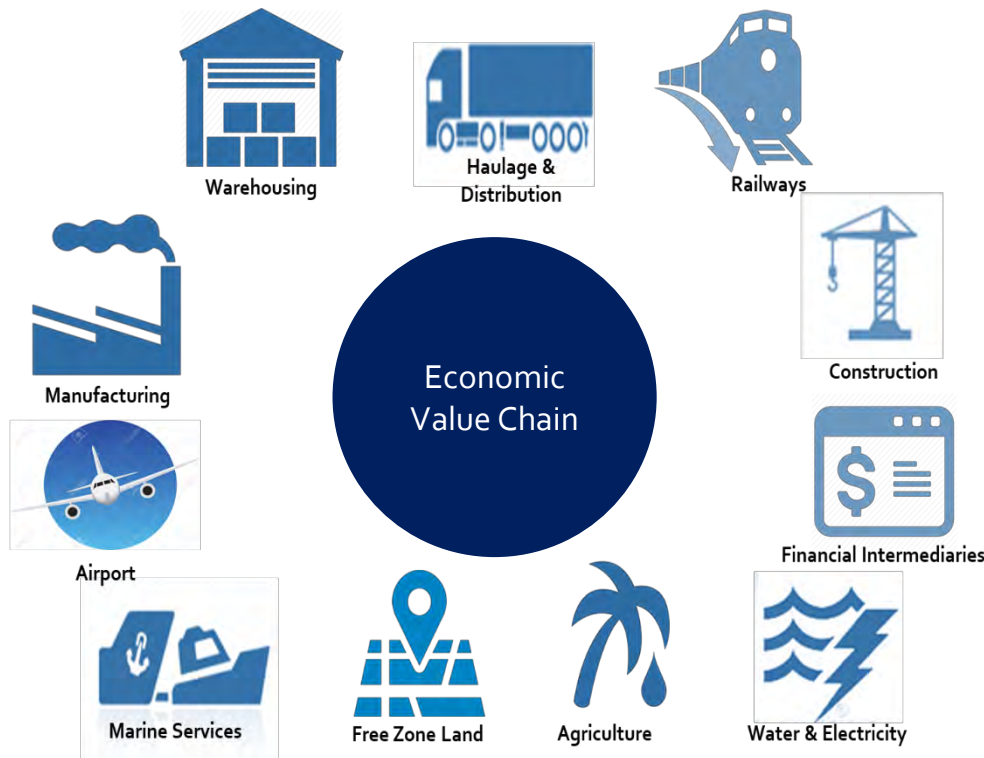 Warehousing
Haulage &
Distribution
Railways
Manufacturing
Construction
Economic
Value Chain
Airport
Financial Intermediaries
$
Marine Services
Free Zone Land
Agriculture
Water & Electricity